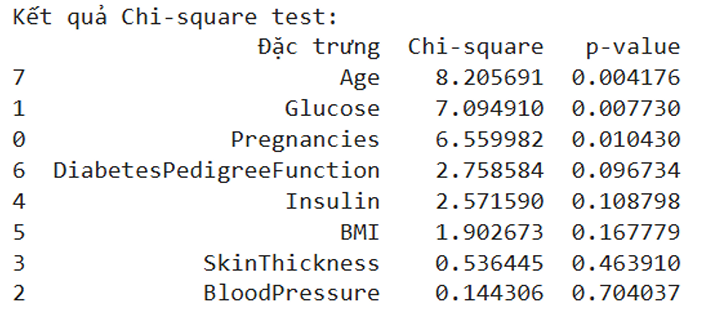 Kết quả Chi-square test:
Đặc trưng Chi-square p-value
7 Age 8.205691 0.004176
1 Glucose 7.094910 0.007730
0 Pregnancies 6.559982 0.010430
6 DiabetesPedigreeFunction 2.758584 0.096734
4 Insulin 2.571590 0.108798
5 BMI 1.902673 0.167779
3 SkinThickness 0.536445 0.463910
2 BloodPressure 0.144306 0.704037